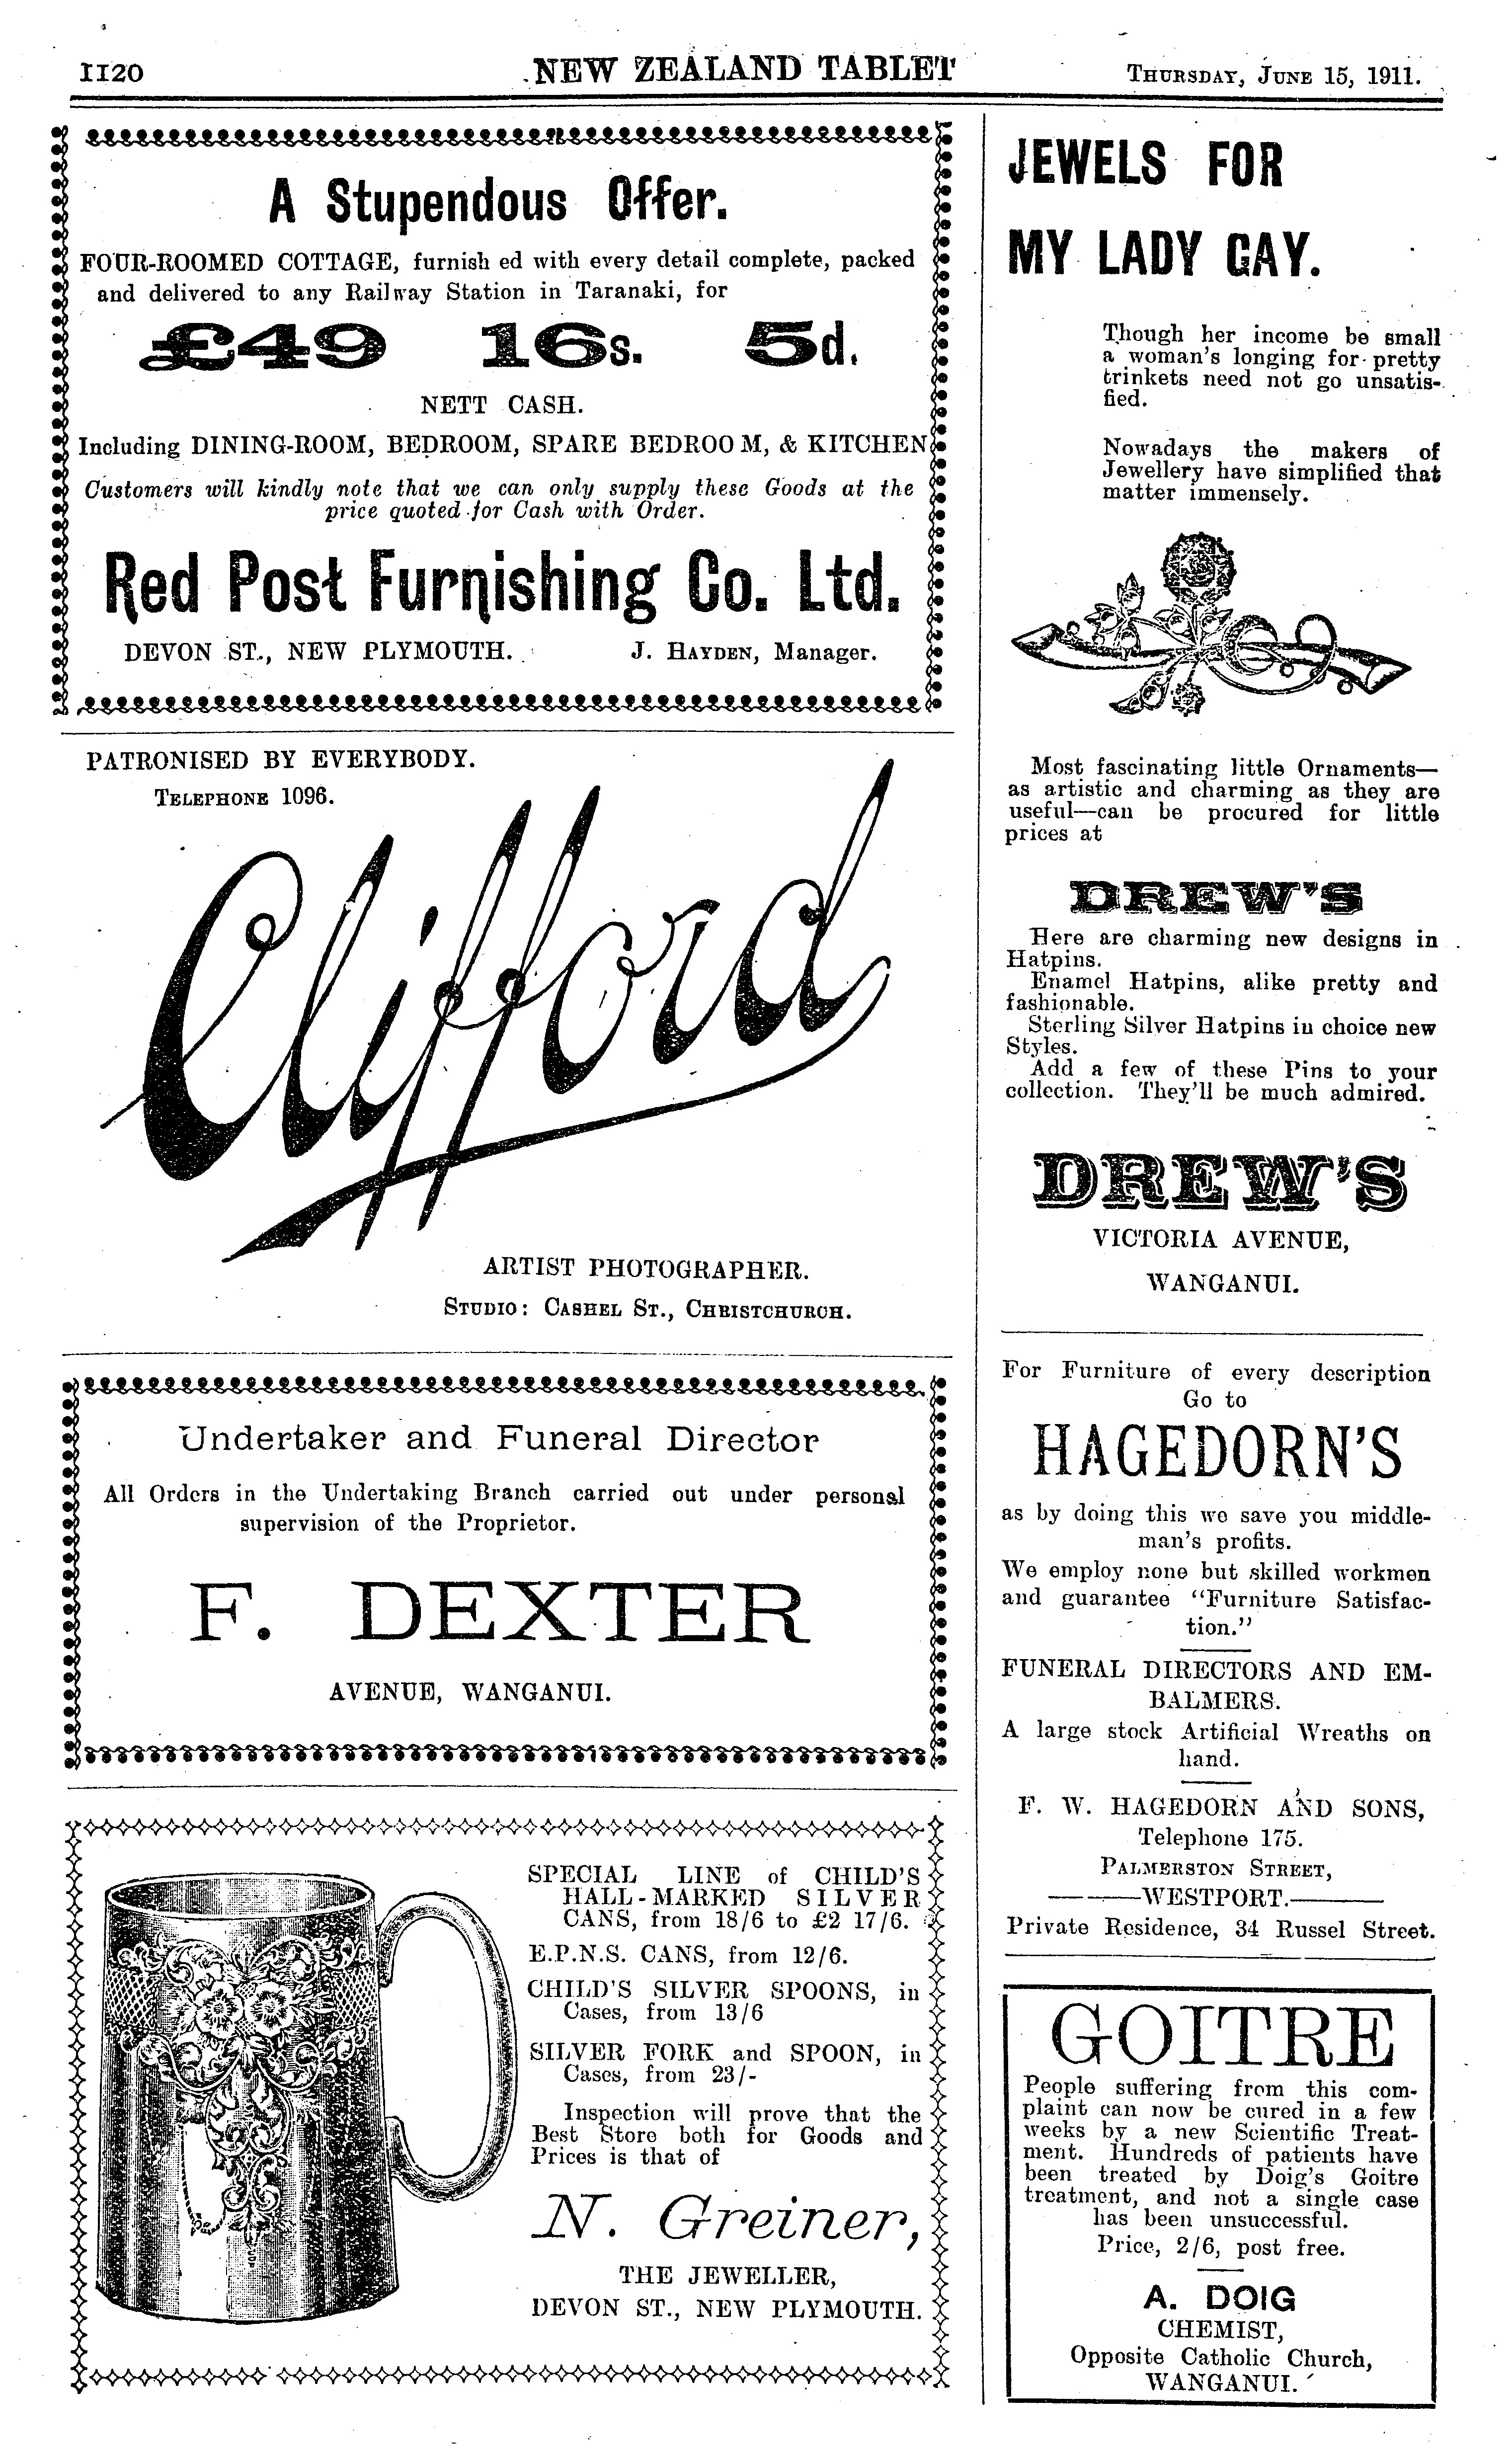 1120
NEW ZEALAND TABLET
THURSDAY, JUNE 15, 1911.
A Stupendous Offer.
FOUR-ROOMED COTTAGE, furnish ed with every detail complete, packed
and delivered to any Railway Station in Taranaki, for
£49 16s. 5d.
NETT CASH.
Including DINING-ROOM, BEDROOM, SPARE BEDROO M, & KITCHEN
Customers will kindly note that we can only supply these Goods at the
price quoted for Cash with Order.
Red Post Furnishing Co. Ltd.
DEVON ST., NEW PLYMOUTH. J. HAYDEN, Manager.
PATRONISED BY EVERYBODY.
TELEPHONE 1096.
Clifford
ARTIST PHOTOGRAPHER.
STUDIO: CASHEL ST., CHRISTCHURCH.
Undertaker and Funeral Director
All Orders in the Undertaking Branch carried out under personal
supervision of the Proprietor.
F. DEXTER
AVENUE, WANGANUI.
SPECIAL LINE of CHILD'S
HALL-MARKED SILVER
CANS, from 18/6 to £2 17/6.
E.P.N.S. CANS, from 12/6.
CHILD'S SILVER SPOONS, in
Cases, from 13/6
SILVER FORK and SPOON, in
Cases, from 23/-
Inspection will prove that the
Best Store both for Goods and
Prices is that of
N. Greiner,
THE JEWELLER,
DEVON ST., NEW PLYMOUTH.
JEWELS FOR
MY LADY GAY.
Though her income be small
a woman's longing for pretty
trinkets need not go unsatis-
fied.
Nowadays the makers of
Jewellery have simplified that
matter immensely.
Most fascinating little Ornaments—
as artistic and charming as they are
useful—can be procured for little
prices at
DREW'S
Here are charming new designs in
Hatpins.
Enamel Hatpins, alike pretty and
fashionable.
Sterling Silver Hatpins in choice new
Styles.
Add a few of these Pins to your
collection. They'll be much admired.
DREW'S
VICTORIA AVENUE,
WANGANUI.
For Furniture of every description
Go to
HAGEDORN'S
as by doing this we save you middle-
man's profits.
We employ none but skilled workmen
and guarantee "Furniture Satisfac-
tion."
FUNERAL DIRECTORS AND EM-
BALMERS.
A large stock Artificial Wreaths on
hand.
F. W. HAGEDORN AND SONS,
Telephone 175.
PALMERSTON STREET,
WESTPORT.
Private Residence, 34 Russel Street.
GOITRE
People suffering from this com-
plaint can now be cured in a few
weeks by a new Scientific Treat-
ment. Hundreds of patients have
been treated by Doig's Goitre
treatment, and not a single case
has been unsuccessful.
Price, 2/6, post free.
A. DOIG
CHEMIST,
Opposite Catholic Church,
WANGANUI.